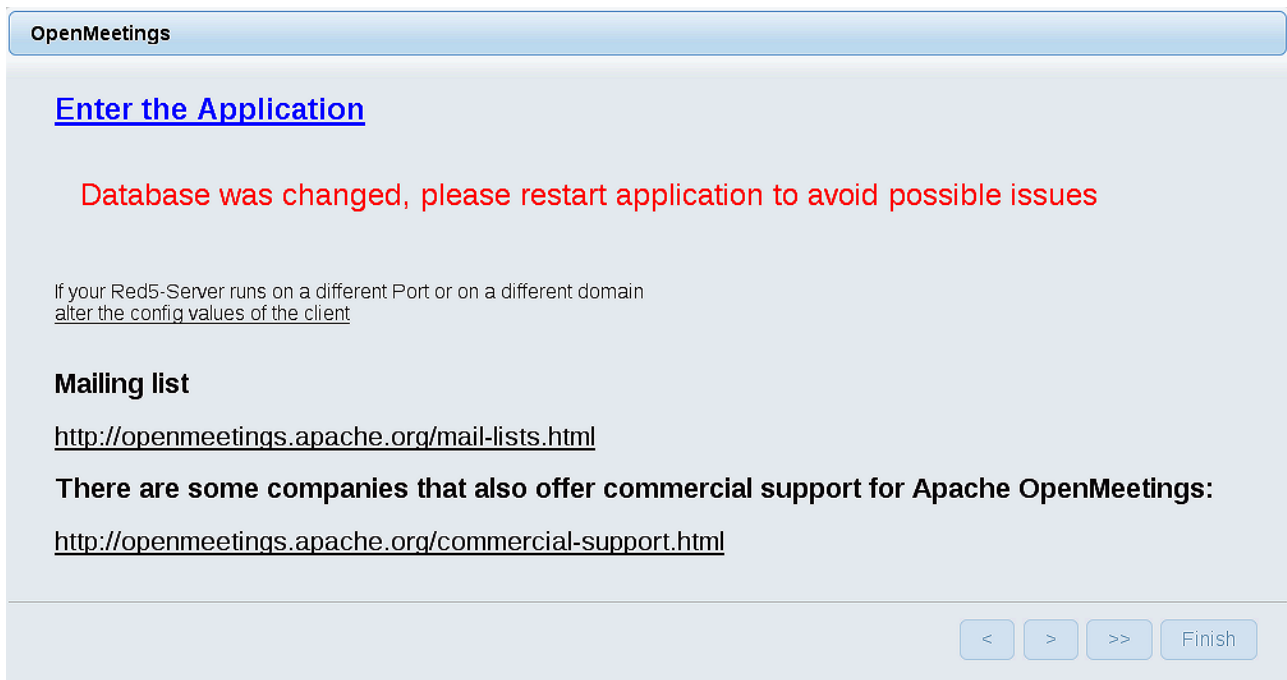 OpenMeetings
Enter the Application
Database was changed, please restart application to avoid possible issues
If your Red5-Server runs on a different Port or on a different domain
alter the config values of the client
Mailing list
http://openmeetings.apache.org/mail-lists.html
There are some companies that also offer commercial support for Apache OpenMeetings:
http://openmeetings.apache.org/commercial-support.html
< > >> Finish